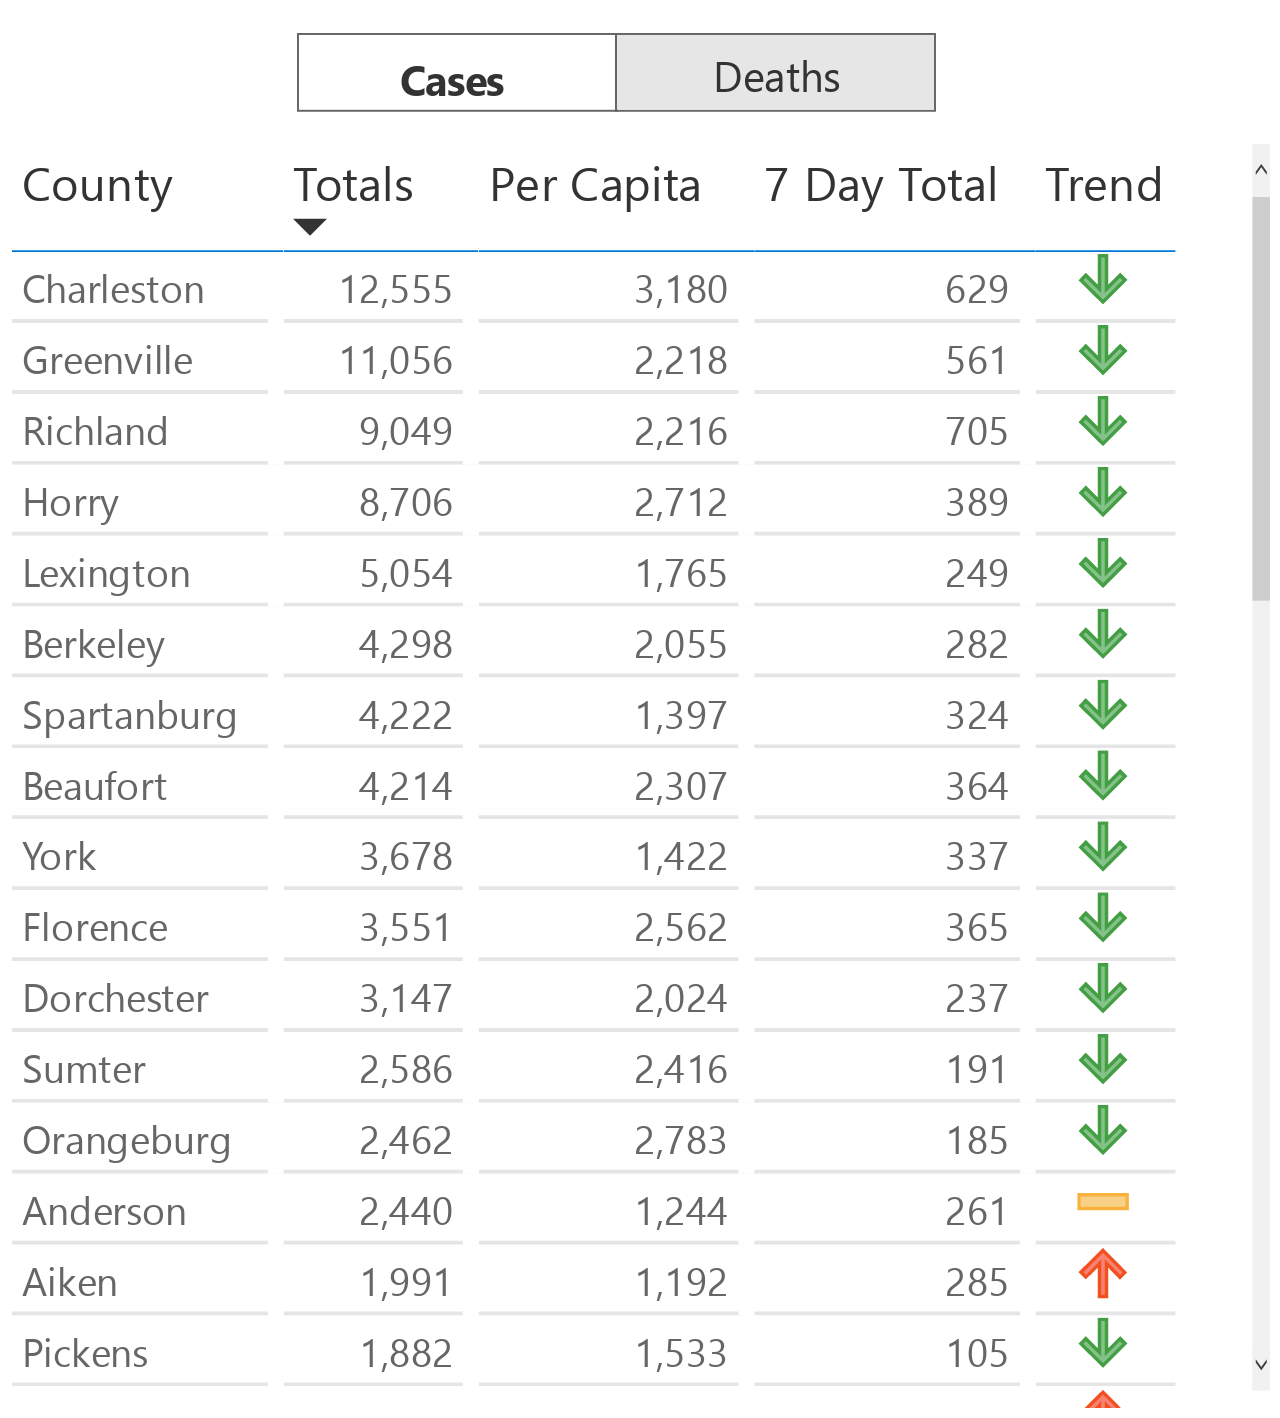 Cases Deaths
County Totals Per Capita 7 Day Total Trend
Charleston 12,555 3,180 629
Greenville 11,056 2,218 561
Richland 9,049 2,216 705
Horry 8,706 2,712 389
Lexington 5,054 1,765 249
Berkeley 4,298 2,055 282
Spartanburg 4,222 1,397 324
Beaufort 4,214 2,307 364
York 3,678 1,422 337
Florence 3,551 2,562 365
Dorchester 3,147 2,024 237
Sumter 2,586 2,416 191
Orangeburg 2,462 2,783 185
Anderson 2,440 1,244 261
Aiken 1,991 1,192 285
Pickens 1,882 1,533 105